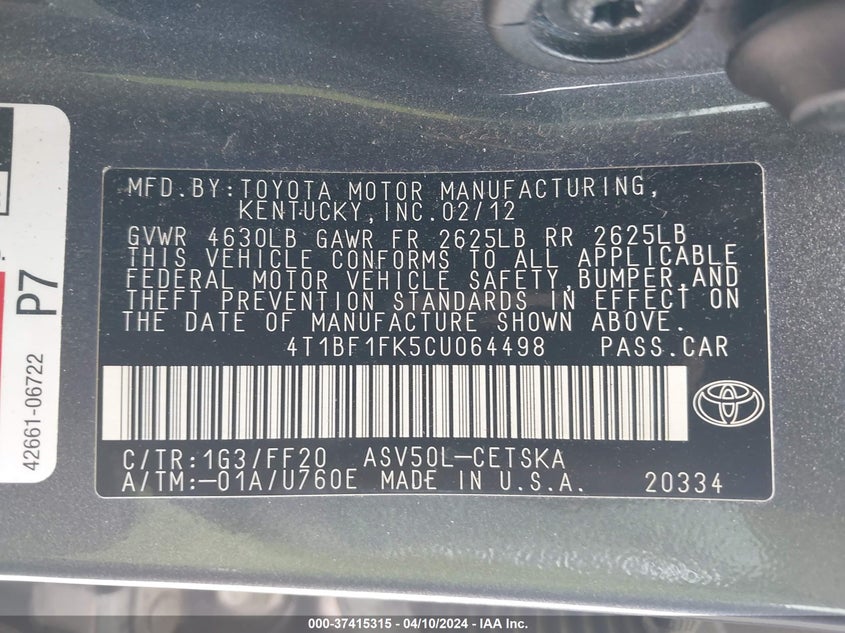 MFD.BY:TOYOTA MOTOR MANUFACTURING,
KENTUCKY,INC.02/12
GVWR 4630LB GAWR FR 2625LB RR 2625LB
THIS VEHICLE CONFORMS TO ALL APPLICABLE
FEDERAL MOTOR VEHICLE SAFETY,BUMPER,AND
THEFT PREVENTION STANDARDS IN EFFECT ON
THE DATE OF MANUFACTURE SHOWN ABOVE.
4T1BF1FK5CU064498 PASS.CAR
C/TR:1G3/FF20 ASV50L-CETSKA
A/TM:-01A/U760E MADE IN U.S.A. 20334
42661-06722 P7
000-37415315 - 04/10/2024 - IAA Inc.